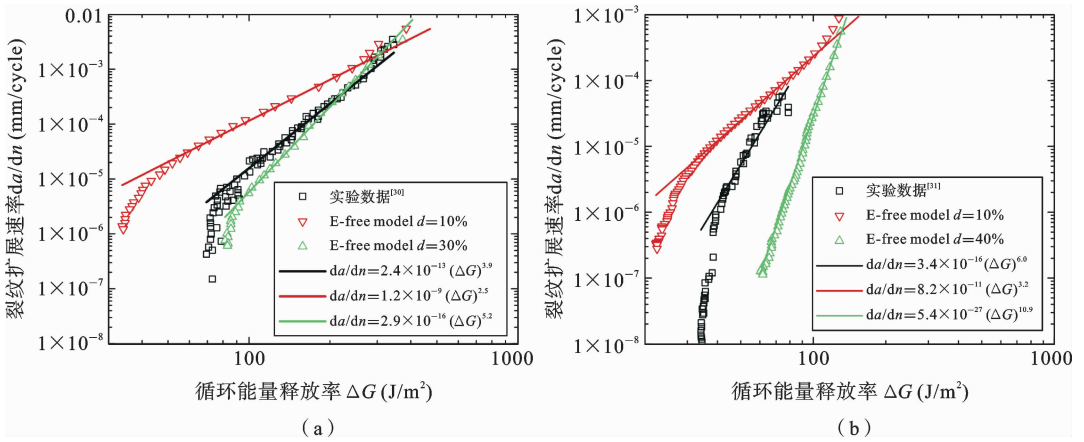 (a)
0.01
1×10⁻³
1×10⁻⁴
1×10⁻⁵
1×10⁻⁶
1×10⁻⁷
1×10⁻⁸
裂纹扩展速率da/dn (mm/cycle)
实验数据[30]
E-free model d=10%
E-free model d=30%
da/dn=2.4×10⁻¹³ (ΔG)³·⁹
da/dn=1.2×10⁻⁹ (ΔG)²·⁵
da/dn=2.9×10⁻¹⁶ (ΔG)⁵·²
100
1000
循环能量释放率 ΔG (J/m²)
(a)
(b)
1×10⁻³
1×10⁻⁴
1×10⁻⁵
1×10⁻⁶
1×10⁻⁷
1×10⁻⁸
裂纹扩展速率da/dn (mm/cycle)
实验数据[31]
E-free model d=10%
E-free model d=40%
da/dn=3.4×10⁻¹⁶ (ΔG)⁶·⁰
da/dn=8.2×10⁻¹¹ (ΔG)³·²
da/dn=5.4×10⁻²⁷ (ΔG)¹⁰·⁹
100
1000
循环能量释放率 ΔG (J/m²)
(b)